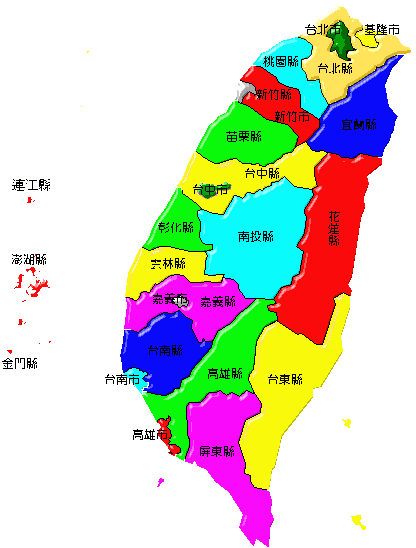 台北市
基隆市
桃園縣
台北縣
新竹縣
新竹市
宜蘭縣
苗栗縣
台中縣
連江縣
台中市
花蓮縣
彰化縣
南投縣
澎湖縣
雲林縣
嘉義市
嘉義縣
台南縣
金門縣
台南市
高雄縣
台東縣
高雄市
屏東縣